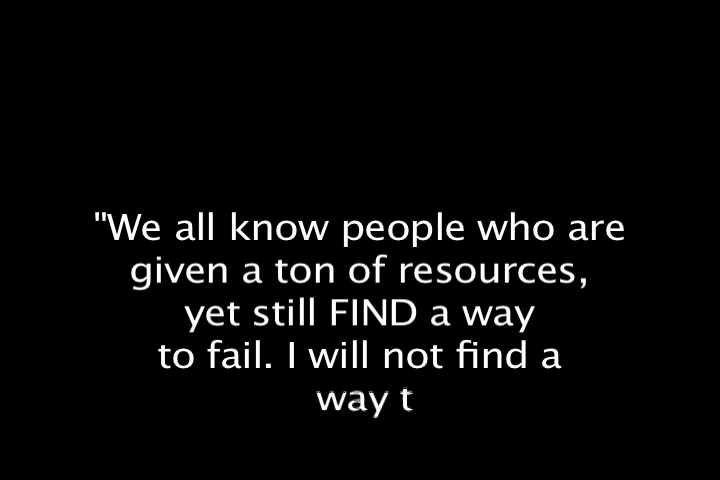 "We all know people who are
given a ton of resources,
yet still FIND a way
to fail. I will not find a
way t